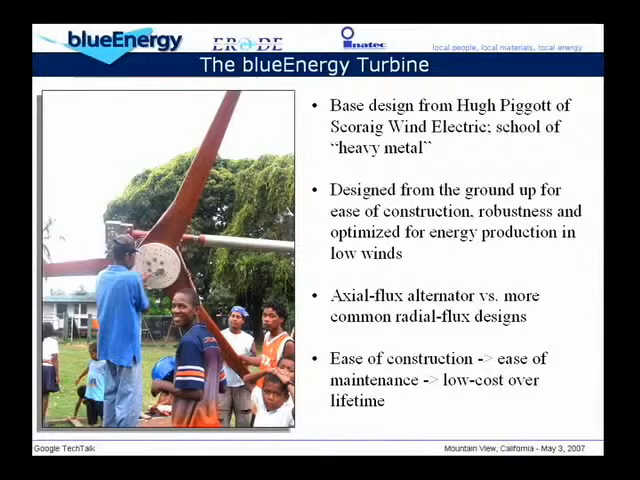 blueEnergy
inatec
local people, local materials, local energy
The blueEnergy Turbine
• Base design from Hugh Piggott of
Scoraig Wind Electric; school of
“heavy metal”
• Designed from the ground up for
ease of construction, robustness and
optimized for energy production in
low winds
• Axial-flux alternator vs. more
common radial-flux designs
• Ease of construction -> ease of
maintenance -> low-cost over
lifetime
Google TechTalk
Mountain View, California - May 3, 2007